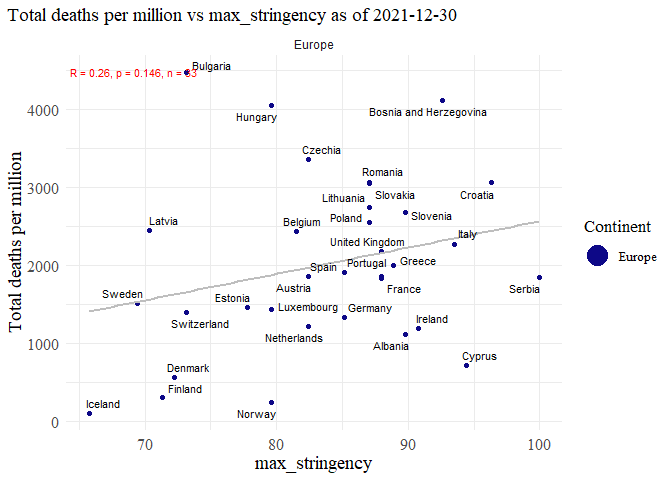 Total deaths per million vs max_stringency as of 2021-12-30
Europe
R = 0.26, p = 0.146, n = 33
Bulgaria
Hungary
Bosnia and Herzegovina
Czechia
Romania
Lithuania
Slovakia
Croatia
Latvia
Belgium
Poland
Slovenia
United Kingdom
Italy
Spain
Portugal
Greece
Austria
France
Serbia
Sweden
Estonia
Luxembourg
Germany
Switzerland
Netherlands
Ireland
Albania
Denmark
Cyprus
Finland
Iceland
Norway
4000
3000
2000
1000
0
70
80
90
100
Total deaths per million
max_stringency
Continent
Europe